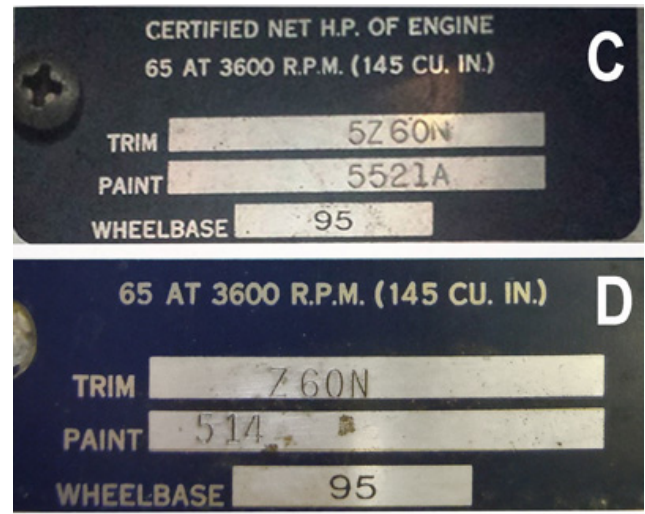 CERTIFIED NET H.P. OF ENGINE
65 AT 3600 R.P.M. (145 CU. IN.)
C
TRIM 5Z60N
PAINT 5521A
WHEELBASE 95
65 AT 3600 R.P.M. (145 CU. IN.)
D
TRIM Z60N
PAINT 514
WHEELBASE 95